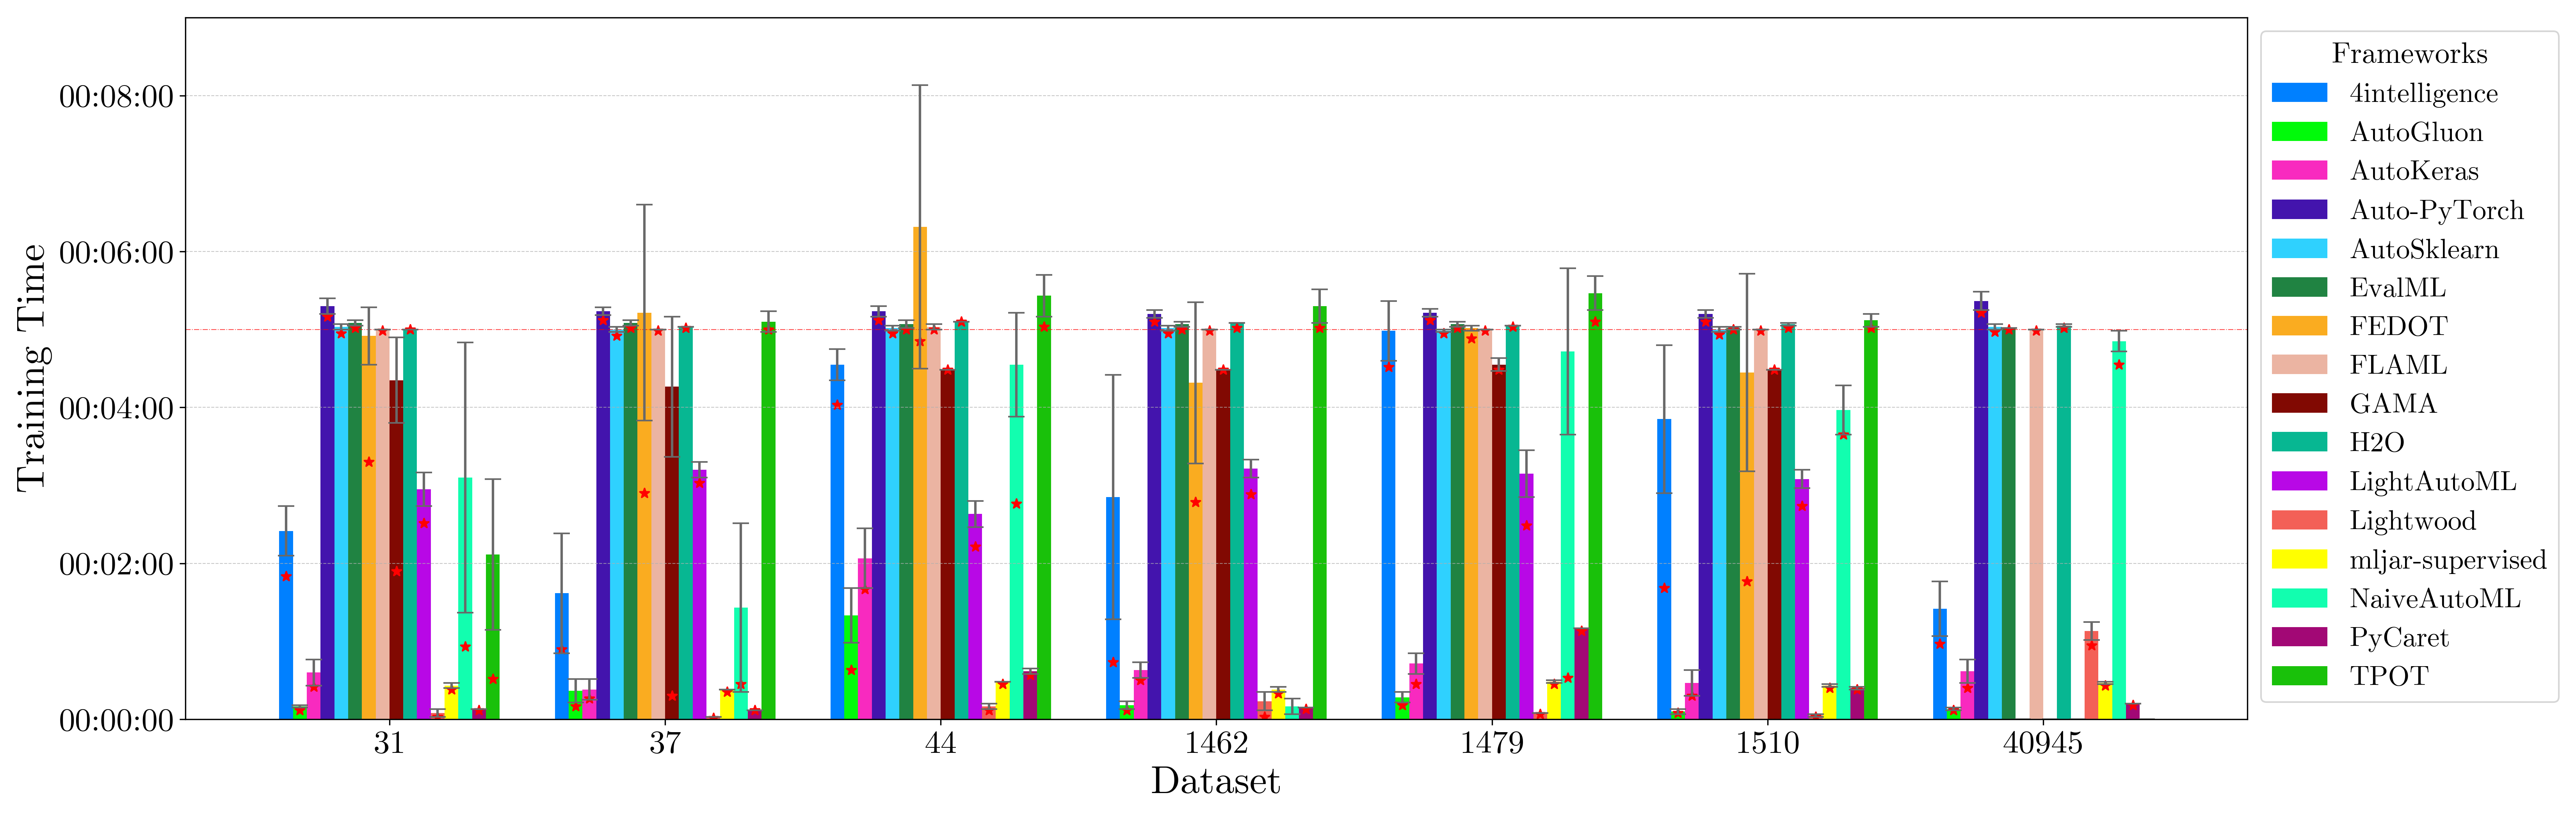 Training Time
00:08:00
00:06:00
00:04:00
00:02:00
00:00:00
31
37
44
1462
1479
1510
40945
Dataset
Frameworks
4intelligence
AutoGluon
AutoKeras
Auto-PyTorch
AutoSklearn
EvalML
FEDOT
FLAML
GAMA
H2O
LightAutoML
Lightwood
mljar-supervised
NaiveAutoML
PyCaret
TPOT